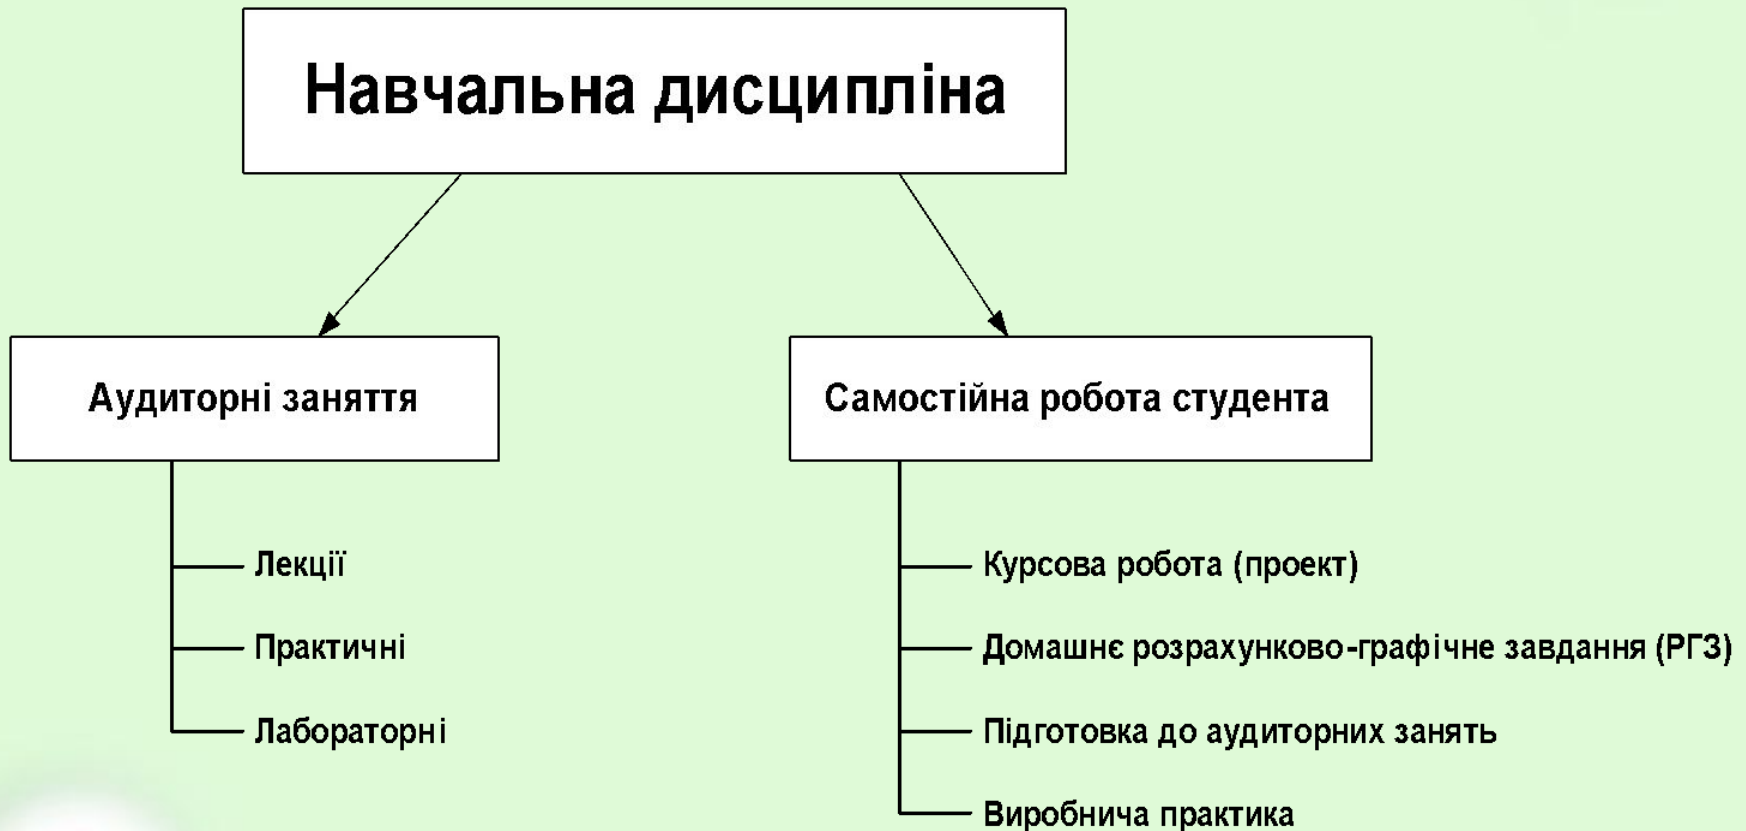 Навчальна дисципліна
Аудиторні заняття
Лекції
Практичні
Лабораторні
Самостійна робота студента
Курсова робота (проект)
Домашнє розрахунково-графічне завдання (РГЗ)
Підготовка до аудиторних занять
Виробнича практика